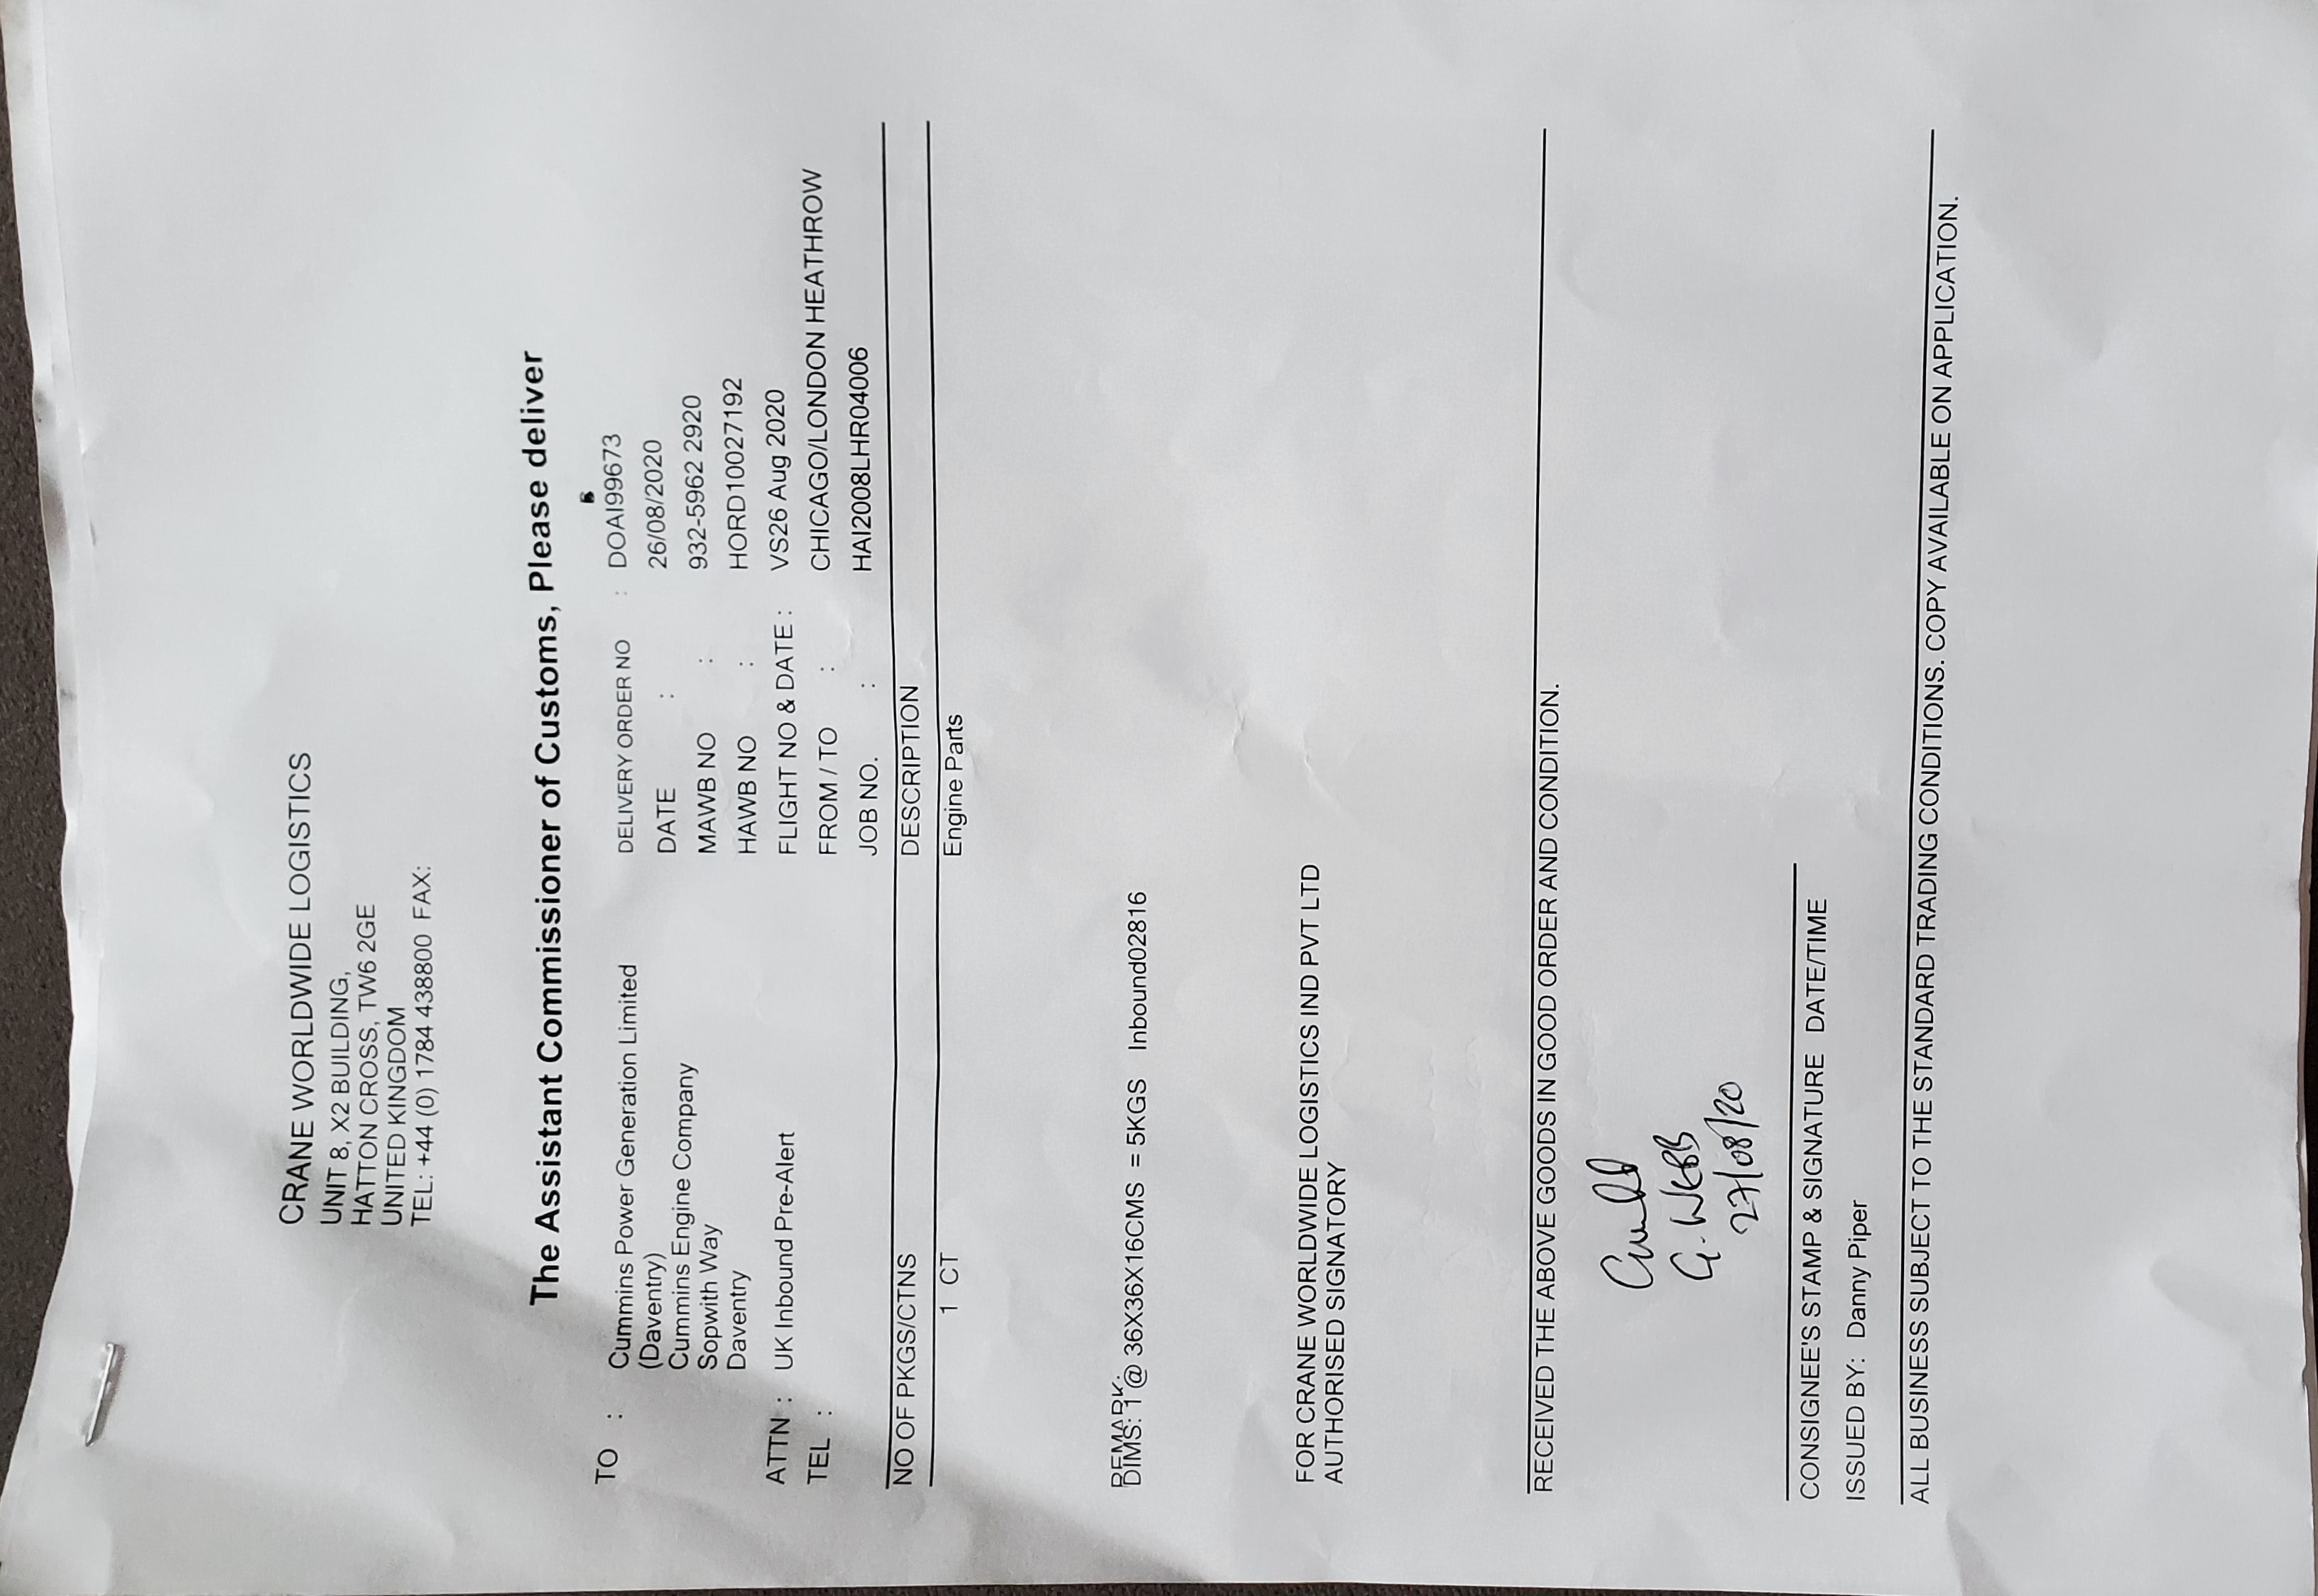 CRANE WORLDWIDE LOGISTICS
UNIT 8, X2 BUILDING,
HATTON CROSS, TW6 2GE
UNITED KINGDOM
TEL: +44 (0) 1784 438800 FAX:
The Assistant Commissioner of Customs, Please deliver
TO : Cummins Power Generation Limited
(Daventry)
Cummins Engine Company
Sopwith Way
Daventry
ATTN : UK Inbound Pre-Alert
TEL :
DELIVERY ORDER NO : DOAI99673
DATE : 26/08/2020
MAWB NO : 932-5962 2920
HAWB NO : HORD10027192
FLIGHT NO & DATE : VS26 Aug 2020
FROM / TO : CHICAGO/LONDON HEATHROW
JOB NO. : HAI2008LHR04006
NO OF PKGS/CTNS DESCRIPTION
1 CT Engine Parts
REMARK:
DIMS: 1 @ 36X36X16CMS = 5KGS Inbound02816
FOR CRANE WORLDWIDE LOGISTICS IND PVT LTD
AUTHORISED SIGNATORY
RECEIVED THE ABOVE GOODS IN GOOD ORDER AND CONDITION.
G. WEBB
27/08/20
CONSIGNEE'S STAMP & SIGNATURE DATE/TIME
ISSUED BY: Danny Piper
ALL BUSINESS SUBJECT TO THE STANDARD TRADING CONDITIONS. COPY AVAILABLE ON APPLICATION.